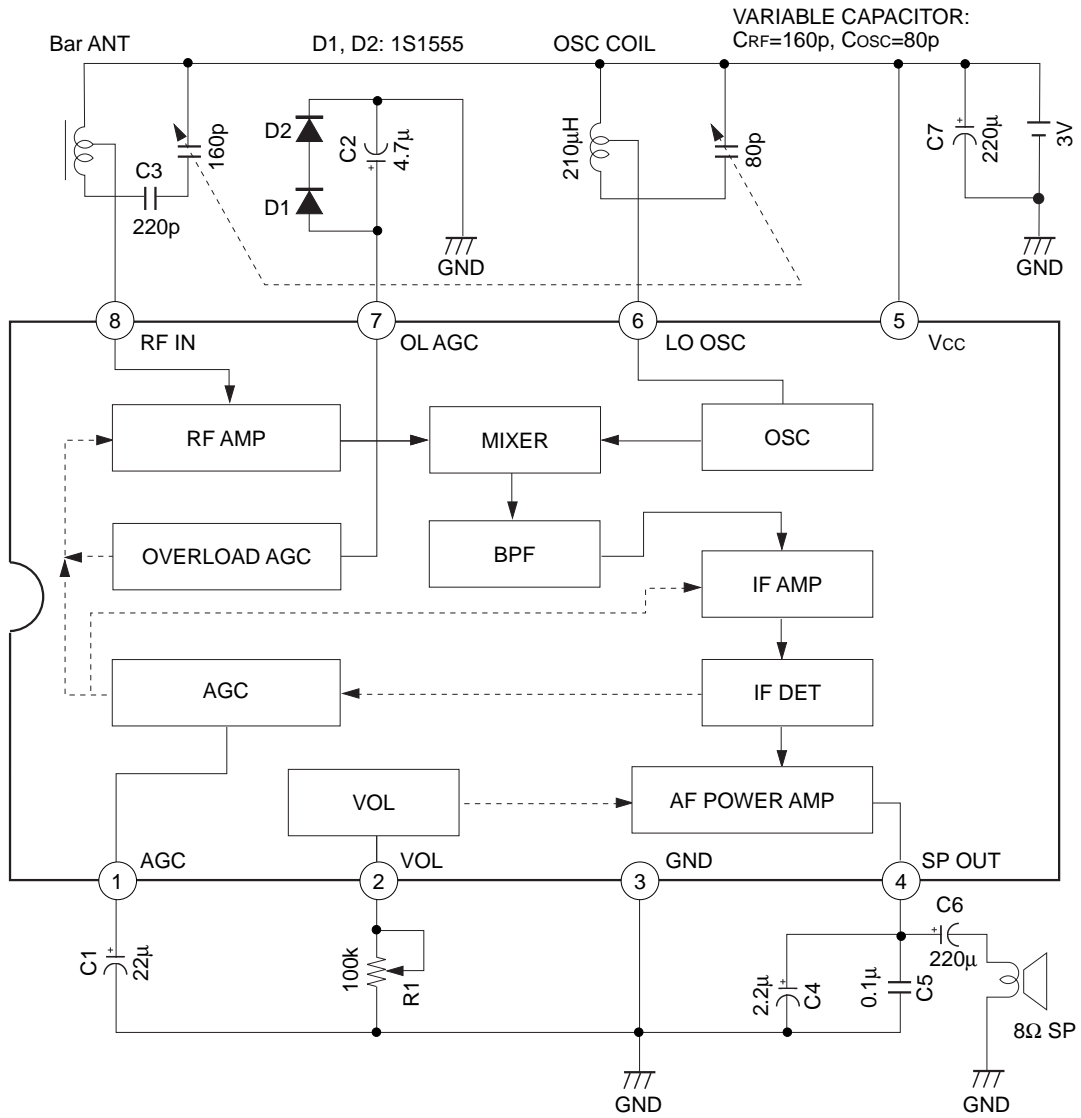 VARIABLE CAPACITOR:
CRF=160p, COSC=80p
Bar ANT
D1, D2: 1S1555
OSC COIL
C3
220p
160p
D2
D1
C2
4.7μ
+
GND
210μH
80p
C7
+
220μ
3V
GND
8
RF IN
7
OL AGC
6
LO OSC
5
VCC
RF AMP
MIXER
OSC
OVERLOAD AGC
BPF
IF AMP
AGC
IF DET
VOL
AF POWER AMP
1
AGC
2
VOL
3
GND
4
SP OUT
C1
+
22μ
100k
R1
2.2μ
+
C4
0.1μ
C5
C6
+
220μ
8Ω SP
GND
GND